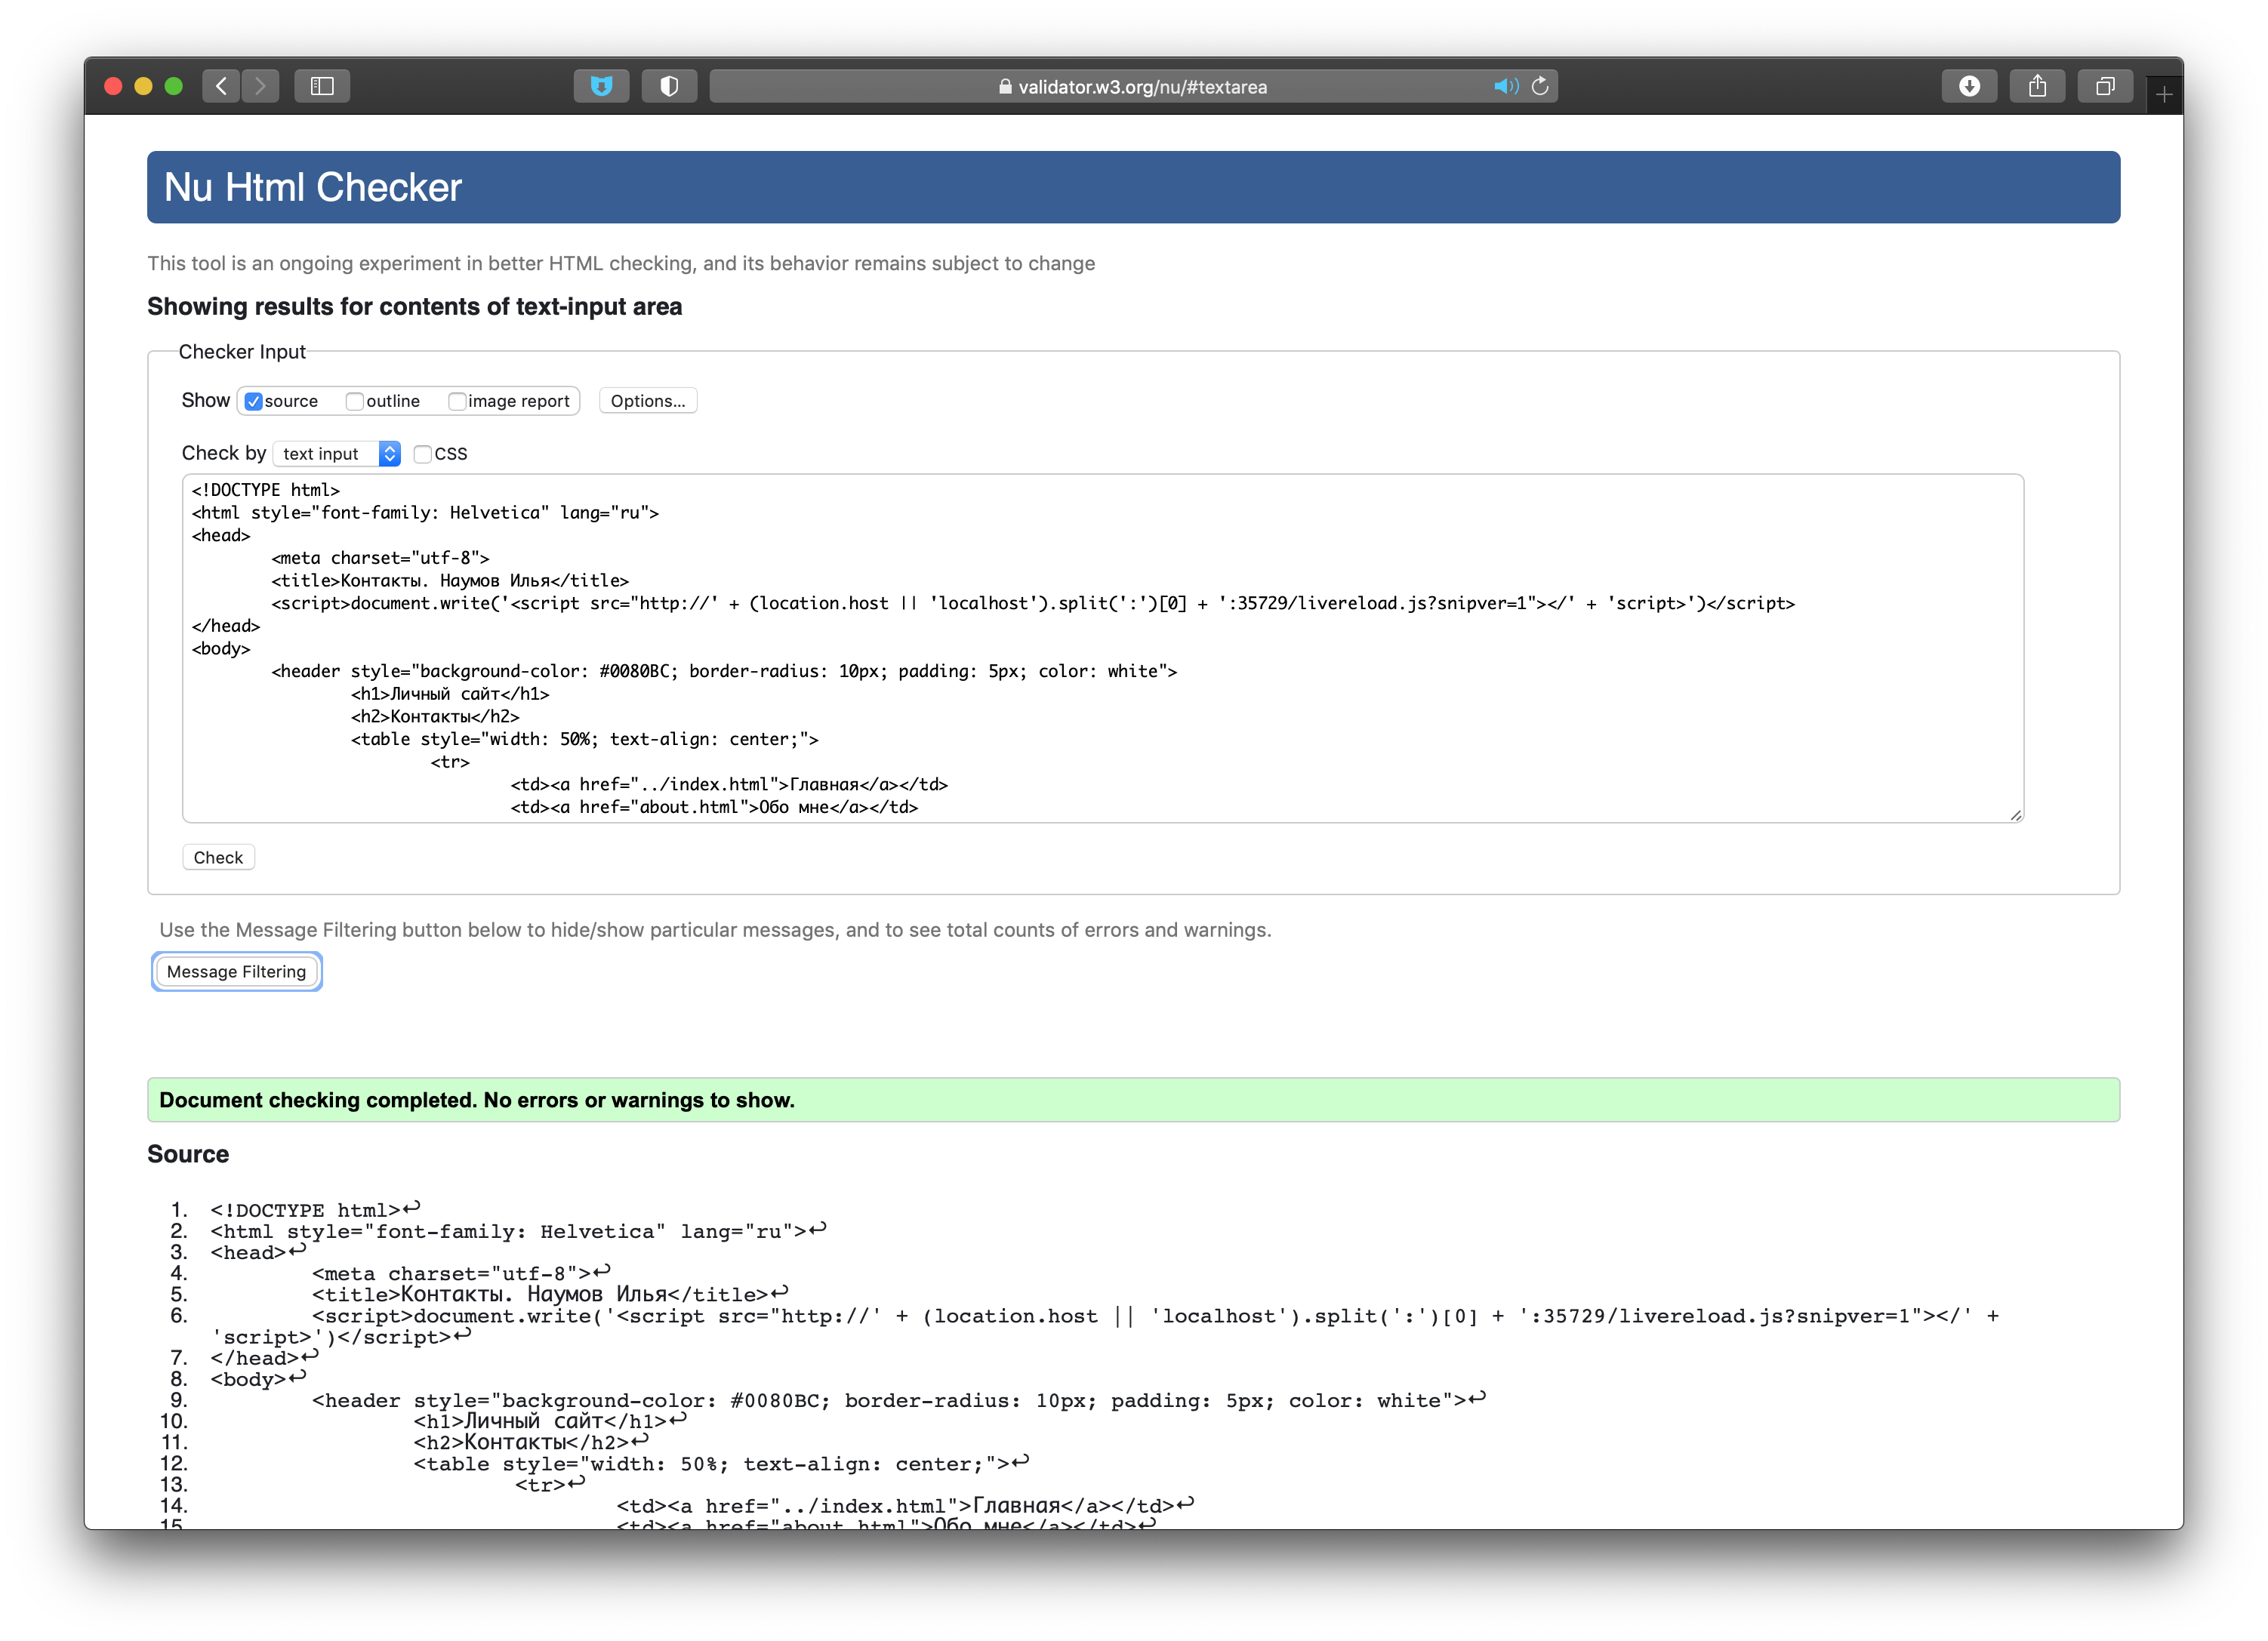 validator.w3.org/nu/#textarea
Nu Html Checker
This tool is an ongoing experiment in better HTML checking, and its behavior remains subject to change
Showing results for contents of text-input area
Checker Input
Show source outline image report Options...
Check by text input CSS
<!DOCTYPE html>
<html style="font-family: Helvetica" lang="ru">
<head>
<meta charset="utf-8">
<title>Контакты. Наумов Илья</title>
<script>document.write('<script src="http://' + (location.host || 'localhost').split(':')[0] + ':35729/livereload.js?snipver=1"></' + 'script>')</script>
</head>
<body>
<header style="background-color: #0080BC; border-radius: 10px; padding: 5px; color: white">
<h1>Личный сайт</h1>
<h2>Контакты</h2>
<table style="width: 50%; text-align: center;">
<tr>
<td><a href="../index.html">Главная</a></td>
<td><a href="about.html">Обо мне</a></td>
Check
Use the Message Filtering button below to hide/show particular messages, and to see total counts of errors and warnings.
Message Filtering
Document checking completed. No errors or warnings to show.
Source
1. <!DOCTYPE html>↩
2. <html style="font-family: Helvetica" lang="ru">↩
3. <head>↩
4. <meta charset="utf-8">↩
5. <title>Контакты. Наумов Илья</title>↩
6. <script>document.write('<script src="http://' + (location.host || 'localhost').split(':')[0] + ':35729/livereload.js?snipver=1"></' +
'script>')</script>↩
7. </head>↩
8. <body>↩
9. <header style="background-color: #0080BC; border-radius: 10px; padding: 5px; color: white">↩
10. <h1>Личный сайт</h1>↩
11. <h2>Контакты</h2>↩
12. <table style="width: 50%; text-align: center;">↩
13. <tr>↩
14. <td><a href="../index.html">Главная</a></td>↩
15. <td><a href="about.html">Обо мне</a></td>↩